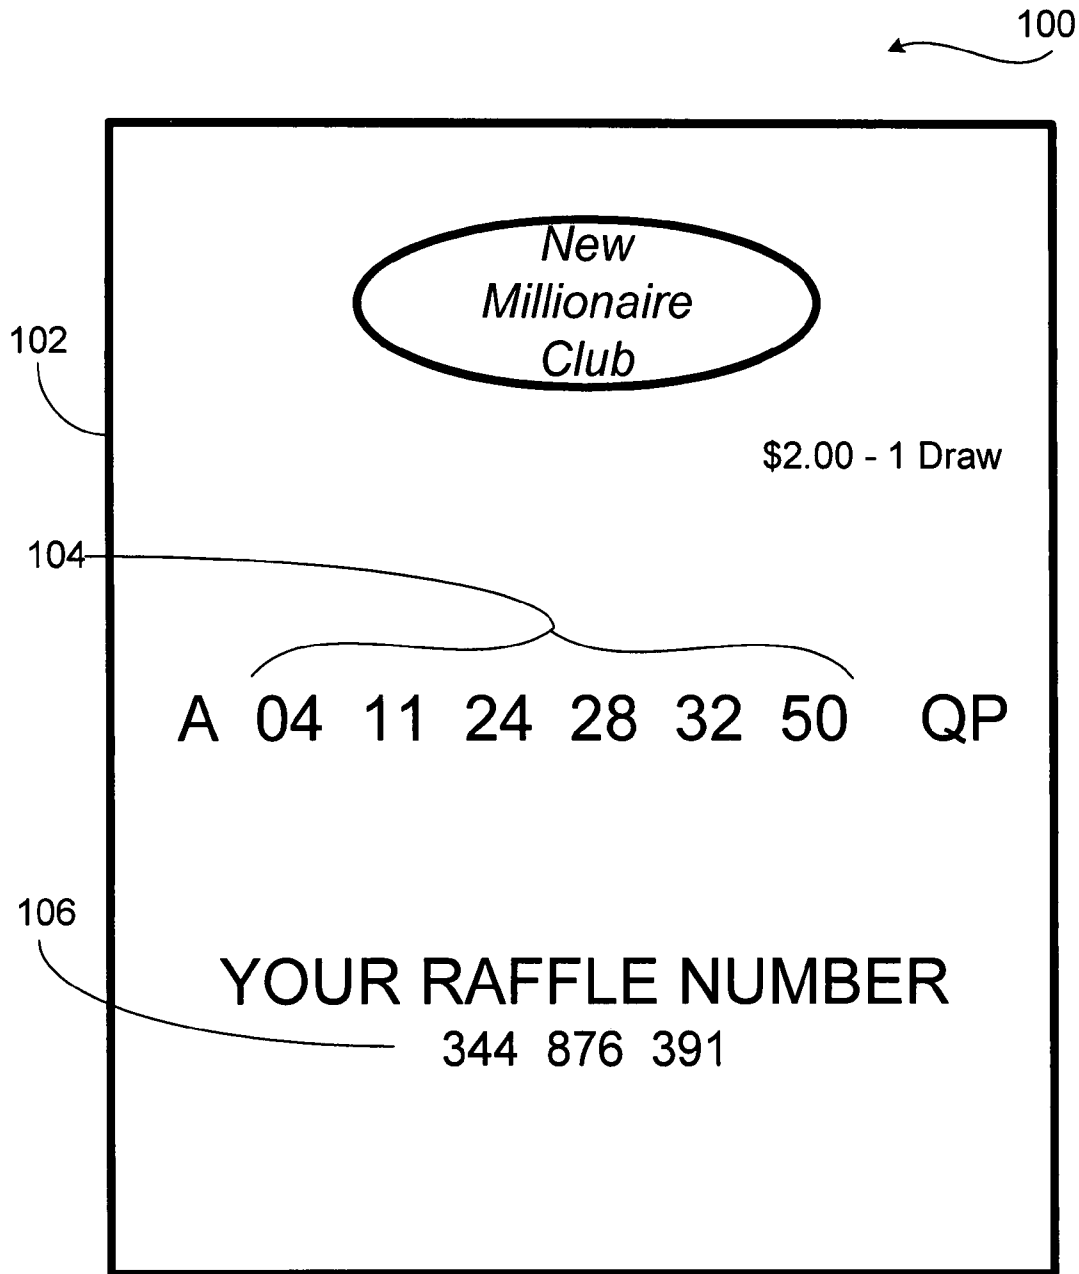 100
New
Millionaire
Club
102
$2.00 - 1 Draw
104
A 04 11 24 28 32 50 QP
106
YOUR RAFFLE NUMBER
344 876 391